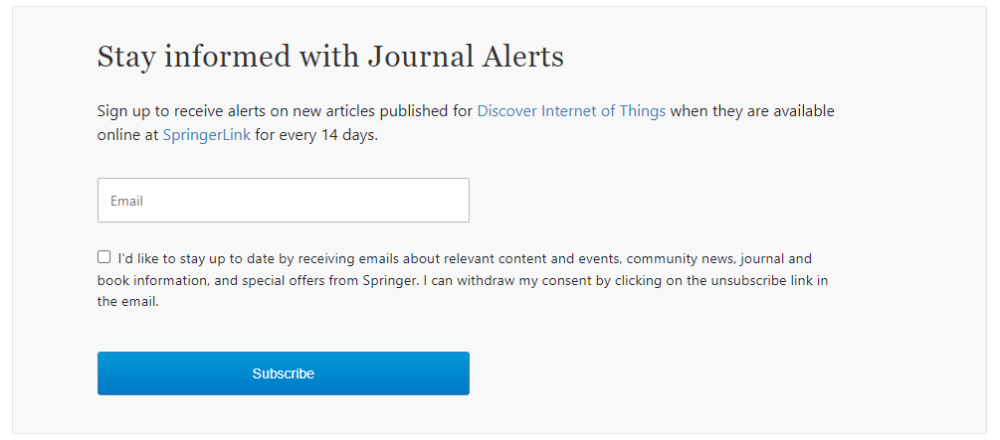 Stay informed with Journal Alerts
Sign up to receive alerts on new articles published for Discover Internet of Things when they are available
online at SpringerLink for every 14 days.
Email
I'd like to stay up to date by receiving emails about relevant content and events, community news, journal and
book information, and special offers from Springer. I can withdraw my consent by clicking on the unsubscribe link in
the email.
Subscribe